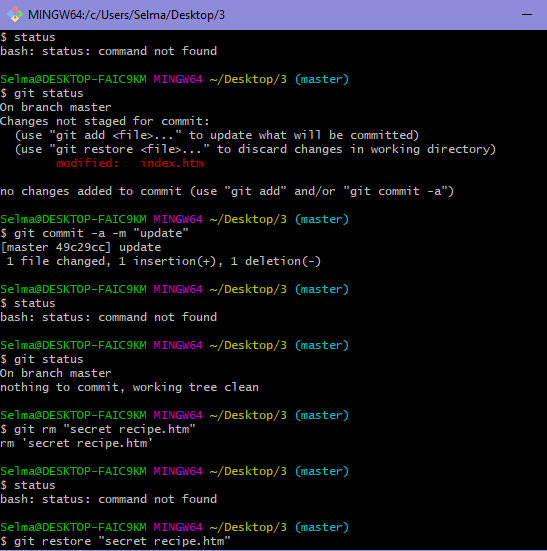 MINGW64:/c/Users/Selma/Desktop/3
$ status
bash: status: command not found
Selma@DESKTOP-FAIC9KM MINGW64 ~/Desktop/3 (master)
$ git status
On branch master
Changes not staged for commit:
  (use "git add <file>..." to update what will be committed)
  (use "git restore <file>..." to discard changes in working directory)
        modified:   index.htm
no changes added to commit (use "git add" and/or "git commit -a")
Selma@DESKTOP-FAIC9KM MINGW64 ~/Desktop/3 (master)
$ git commit -a -m "update"
[master 49c29cc] update
 1 file changed, 1 insertion(+), 1 deletion(-)
Selma@DESKTOP-FAIC9KM MINGW64 ~/Desktop/3 (master)
$ status
bash: status: command not found
Selma@DESKTOP-FAIC9KM MINGW64 ~/Desktop/3 (master)
$ git status
On branch master
nothing to commit, working tree clean
Selma@DESKTOP-FAIC9KM MINGW64 ~/Desktop/3 (master)
$ git rm "secret recipe.htm"
rm 'secret recipe.htm'
Selma@DESKTOP-FAIC9KM MINGW64 ~/Desktop/3 (master)
$ status
bash: status: command not found
Selma@DESKTOP-FAIC9KM MINGW64 ~/Desktop/3 (master)
$ git restore "secret recipe.htm"